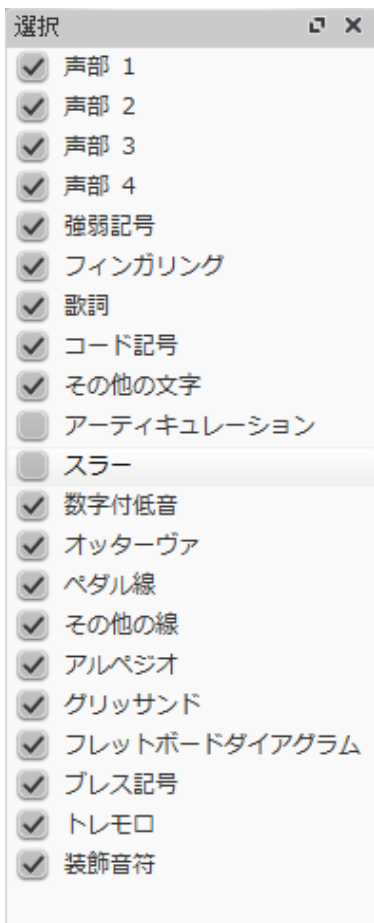 選択
声部 1
声部 2
声部 3
声部 4
強弱記号
フィンガリング
歌詞
コード記号
その他の文字
アーティキュレーション
スラー
数字付低音
オッターヴァ
ペダル線
その他の線
アルペジオ
グリッサンド
フレットボードダイアグラム
ブレス記号
トレモロ
装飾音符